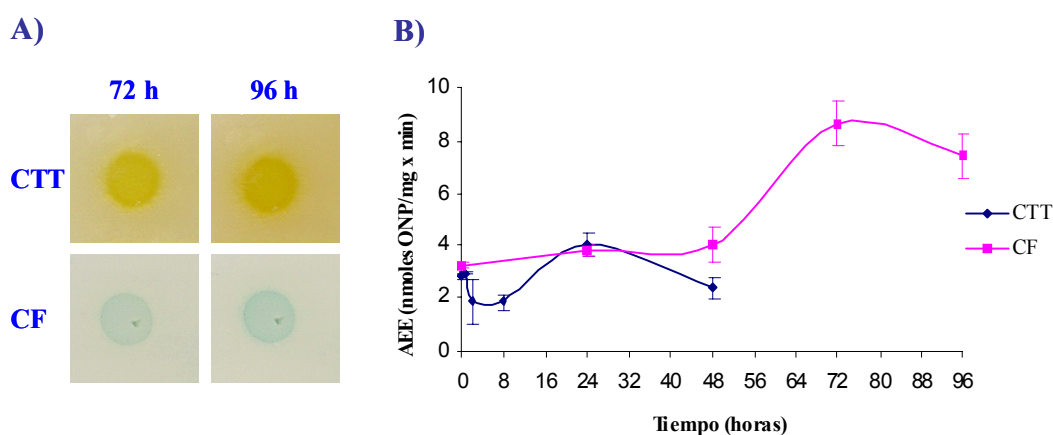 A)
72 h 96 h
CTT
CF
B)
AEE (nmoles ONP/mg x min)
10
8
6
4
2
0
0 8 16 24 32 40 48 56 64 72 80 88 96
Tiempo (horas)
CTT
CF